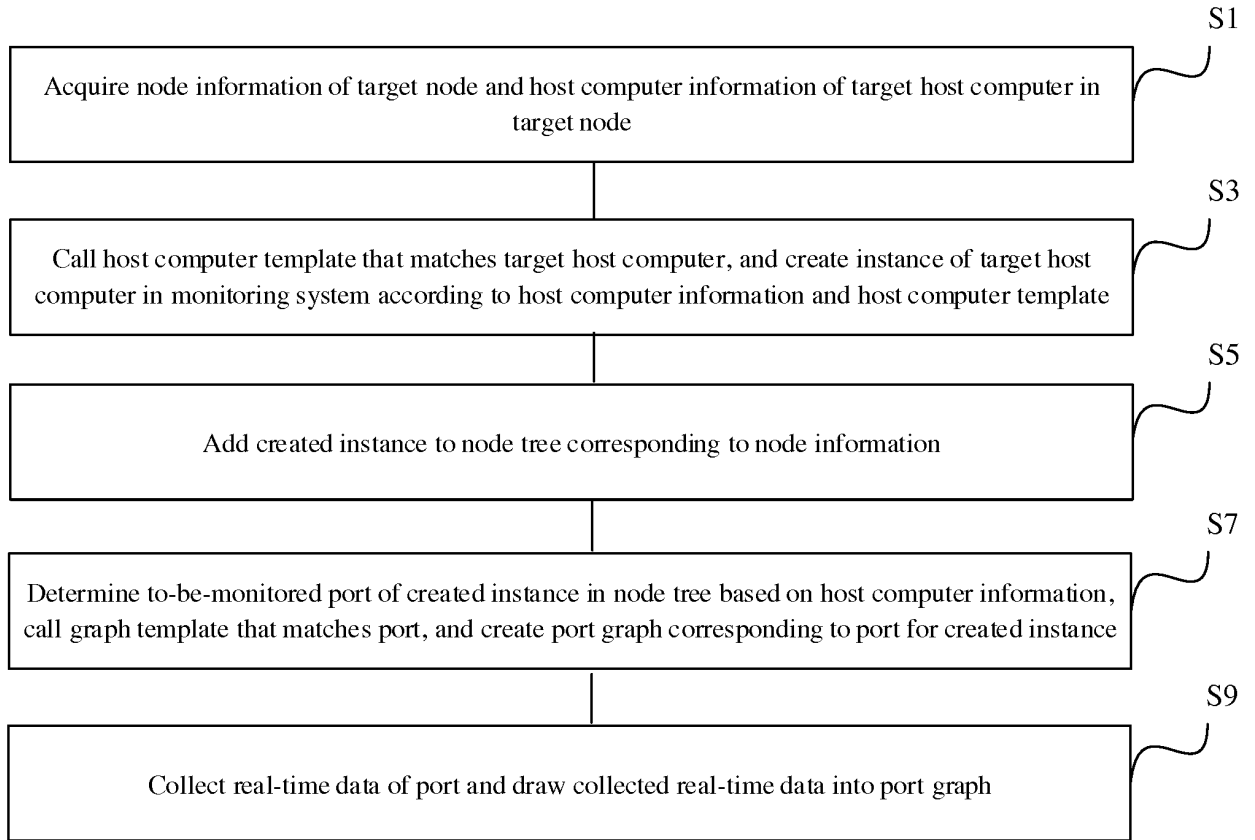 S1
Acquire node information of target node and host computer information of target host computer in
target node
S3
Call host computer template that matches target host computer, and create instance of target host
computer in monitoring system according to host computer information and host computer template
S5
Add created instance to node tree corresponding to node information
S7
Determine to-be-monitored port of created instance in node tree based on host computer information,
call graph template that matches port, and create port graph corresponding to port for created instance
S9
Collect real-time data of port and draw collected real-time data into port graph